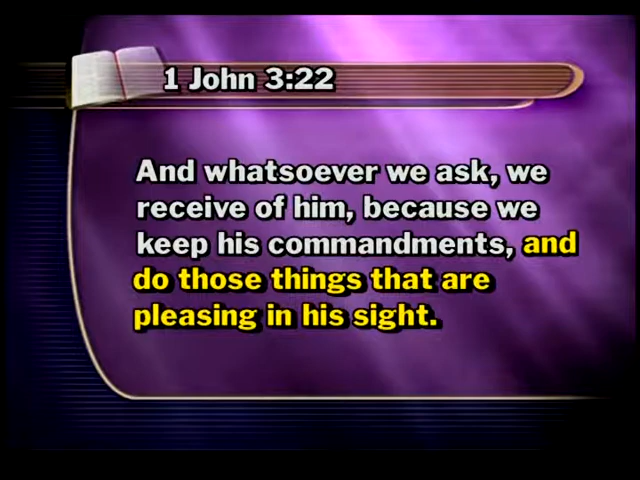 1 John 3:22
And whatsoever we ask, we
receive of him, because we
keep his commandments, and
do those things that are
pleasing in his sight.